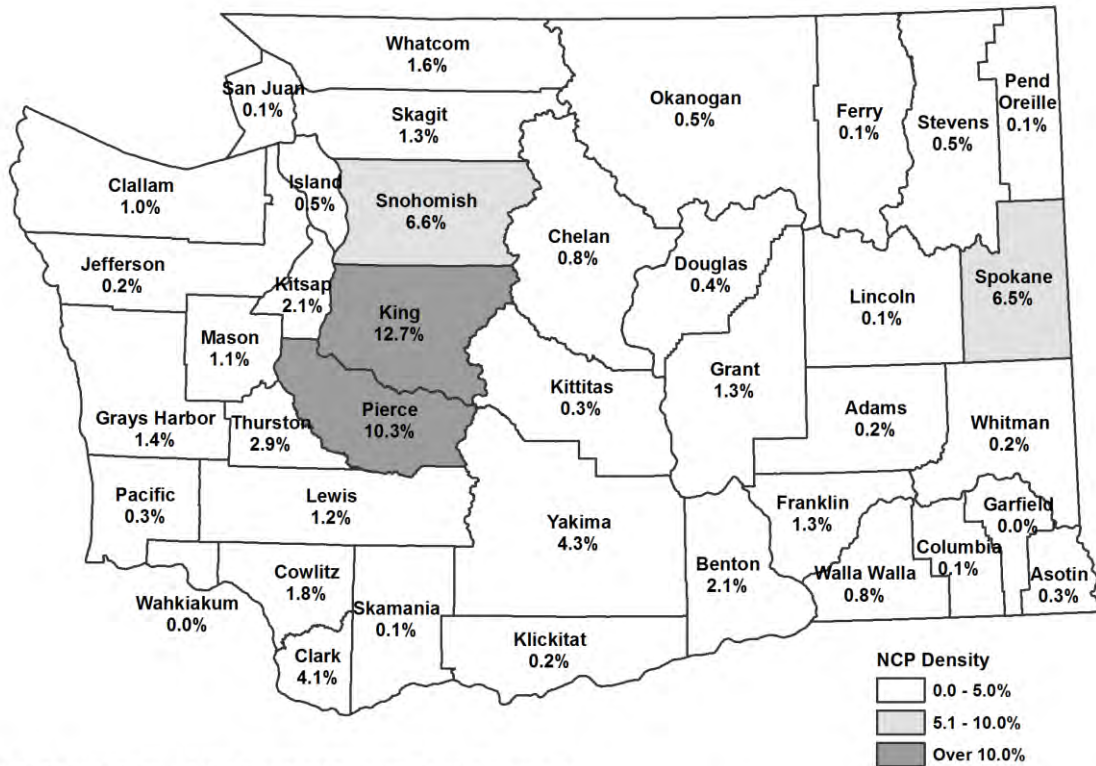 Whatcom
1.6%
San Juan
0.1%
Skagit
1.3%
Okanogan
0.5%
Ferry
0.1%
Stevens
0.5%
Pend
Oreille
0.1%
Clallam
1.0%
Island
0.5%
Snohomish
6.6%
Chelan
0.8%
Douglas
0.4%
Jefferson
0.2%
Kitsap
2.1%
King
12.7%
Lincoln
0.1%
Spokane
6.5%
Mason
1.1%
Grant
1.3%
Kittitas
0.3%
Adams
0.2%
Whitman
0.2%
Grays Harbor
1.4%
Thurston
2.9%
Pierce
10.3%
Pacific
0.3%
Lewis
1.2%
Yakima
4.3%
Franklin
1.3%
Garfield
0.0%
Columbia
0.1%
Benton
2.1%
Walla Walla
0.8%
Asotin
0.3%
Wahkiakum
0.0%
Cowlitz
1.8%
Skamania
0.1%
Clark
4.1%
Klickitat
0.2%
NCP Density
0.0 - 5.0%
5.1 - 10.0%
Over 10.0%